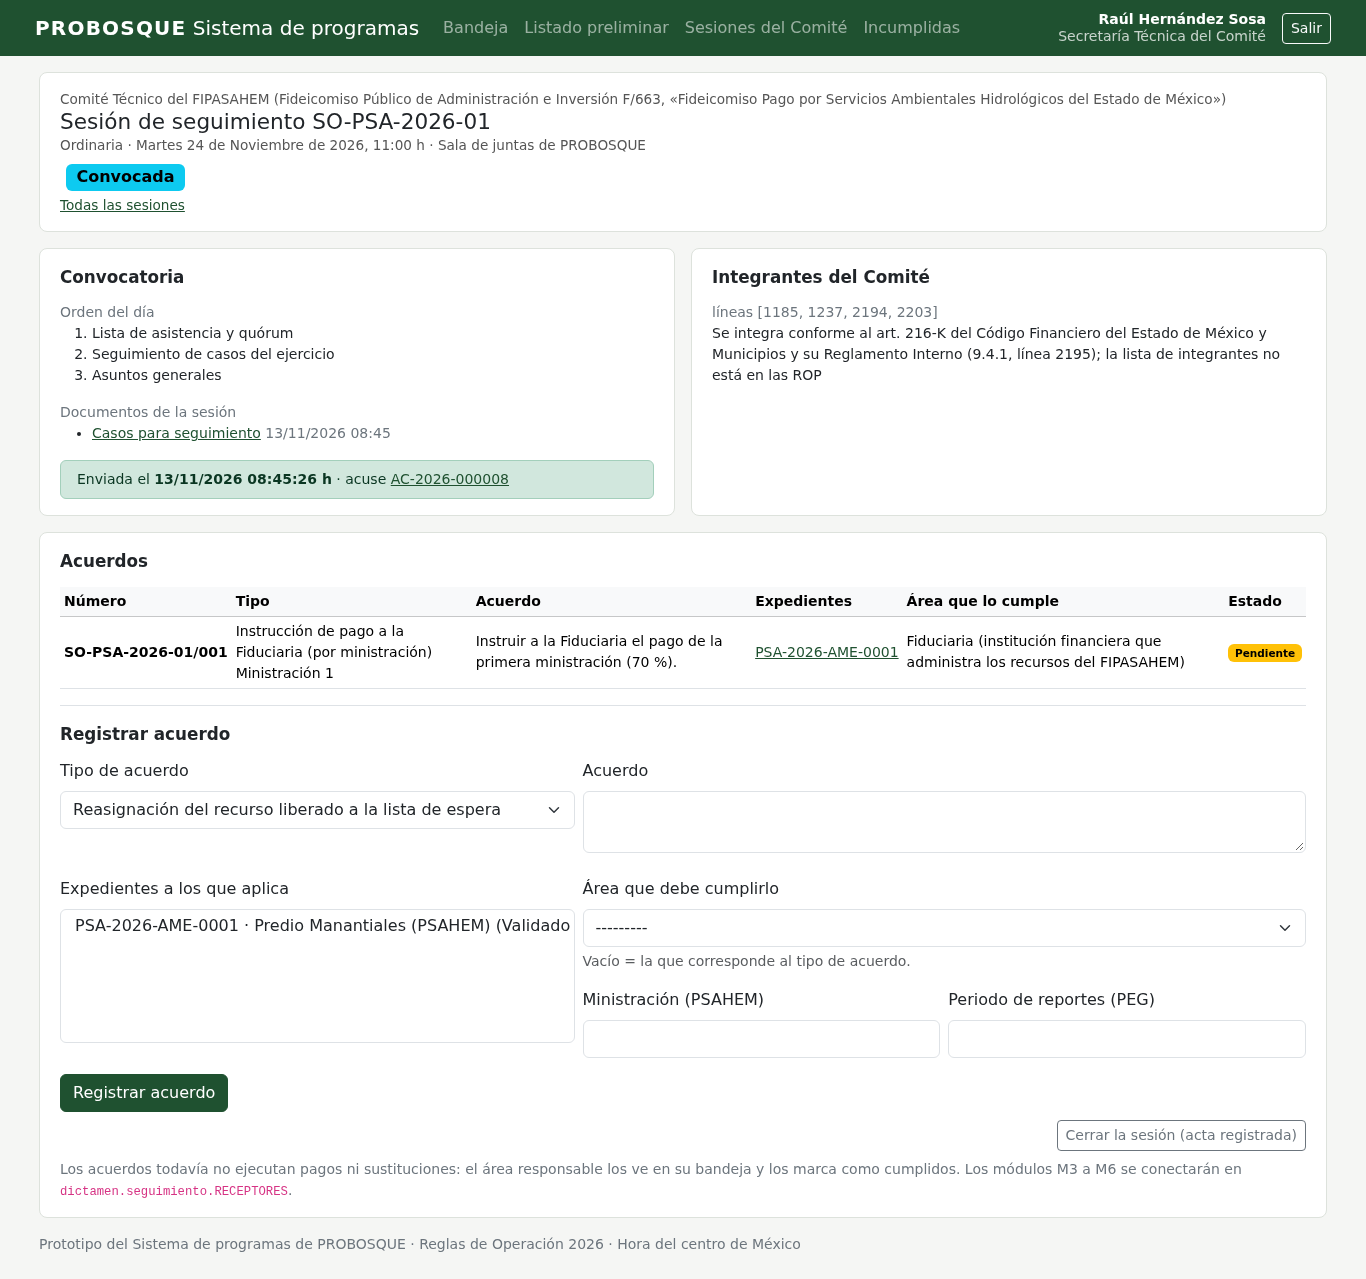 PROBOSQUE Sistema de programas
Bandeja
Listado preliminar
Sesiones del Comité
Incumplidas
Raúl Hernández Sosa
Secretaría Técnica del Comité
Salir
Comité Técnico del FIPASAHEM (Fideicomiso Público de Administración e Inversión F/663, «Fideicomiso Pago por Servicios Ambientales Hidrológicos del Estado de México»)
Sesión de seguimiento SO-PSA-2026-01
Ordinaria · Martes 24 de Noviembre de 2026, 11:00 h · Sala de juntas de PROBOSQUE
Convocada
Todas las sesiones
Convocatoria
Orden del día
1. Lista de asistencia y quórum
2. Seguimiento de casos del ejercicio
3. Asuntos generales
Documentos de la sesión
• Casos para seguimiento 13/11/2026 08:45
Enviada el 13/11/2026 08:45:26 h · acuse AC-2026-000008
Integrantes del Comité
líneas [1185, 1237, 2194, 2203]
Se integra conforme al art. 216-K del Código Financiero del Estado de México y
Municipios y su Reglamento Interno (9.4.1, línea 2195); la lista de integrantes no
está en las ROP
Acuerdos
Número Tipo Acuerdo Expedientes Área que lo cumple Estado
SO-PSA-2026-01/001
Instrucción de pago a la
Fiduciaria (por ministración)
Ministración 1
Instruir a la Fiduciaria el pago de la
primera ministración (70 %).
PSA-2026-AME-0001
Fiduciaria (institución financiera que
administra los recursos del FIPASAHEM)
Pendiente
Registrar acuerdo
Tipo de acuerdo
Reasignación del recurso liberado a la lista de espera
Acuerdo
Expedientes a los que aplica
PSA-2026-AME-0001 · Predio Manantiales (PSAHEM) (Validado
Área que debe cumplirlo
---------
Vacío = la que corresponde al tipo de acuerdo.
Ministración (PSAHEM)
Periodo de reportes (PEG)
Registrar acuerdo
Cerrar la sesión (acta registrada)
Los acuerdos todavía no ejecutan pagos ni sustituciones: el área responsable los ve en su bandeja y los marca como cumplidos. Los módulos M3 a M6 se conectarán en
dictamen.seguimiento.RECEPTORES.
Prototipo del Sistema de programas de PROBOSQUE · Reglas de Operación 2026 · Hora del centro de México